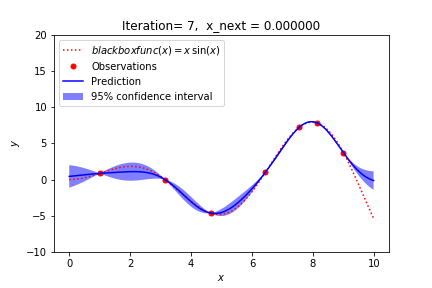 Iteration= 7,  x_next = 0.000000
blackboxfunc(x) = x sin(x)
Observations
Prediction
95% confidence interval
20
15
10
5
0
−5
−10
y
0 2 4 6 8 10
x